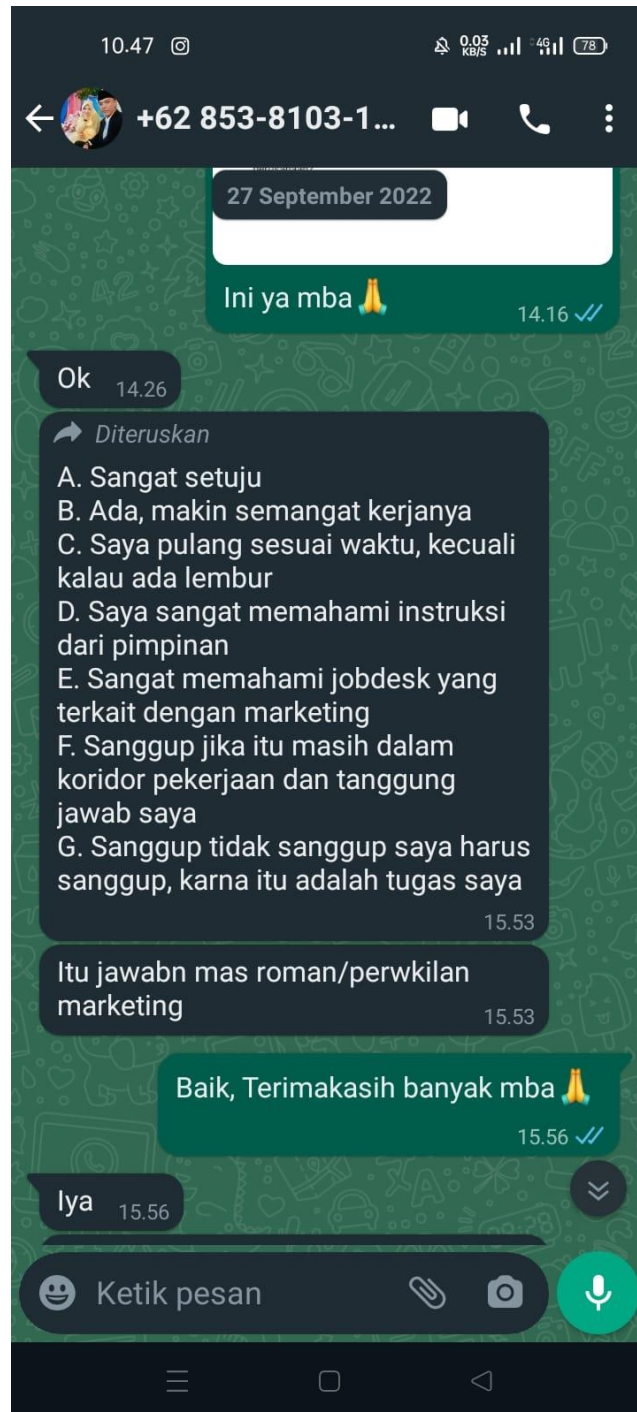 10.47
0.03
KB/S
4G
78
+62 853-8103-1...
27 September 2022
Ini ya mba🙏
14.16
Ok
14.26
Diteruskan
A. Sangat setuju
B. Ada, makin semangat kerjanya
C. Saya pulang sesuai waktu, kecuali
kalau ada lembur
D. Saya sangat memahami instruksi
dari pimpinan
E. Sangat memahami jobdesk yang
terkait dengan marketing
F. Sanggup jika itu masih dalam
koridor pekerjaan dan tanggung
jawab saya
G. Sanggup tidak sanggup saya harus
sanggup, karna itu adalah tugas saya
15.53
Itu jawabn mas roman/perwkilan
marketing
15.53
Baik, Terimakasih banyak mba🙏
15.56
Iya
15.56
Ketik pesan